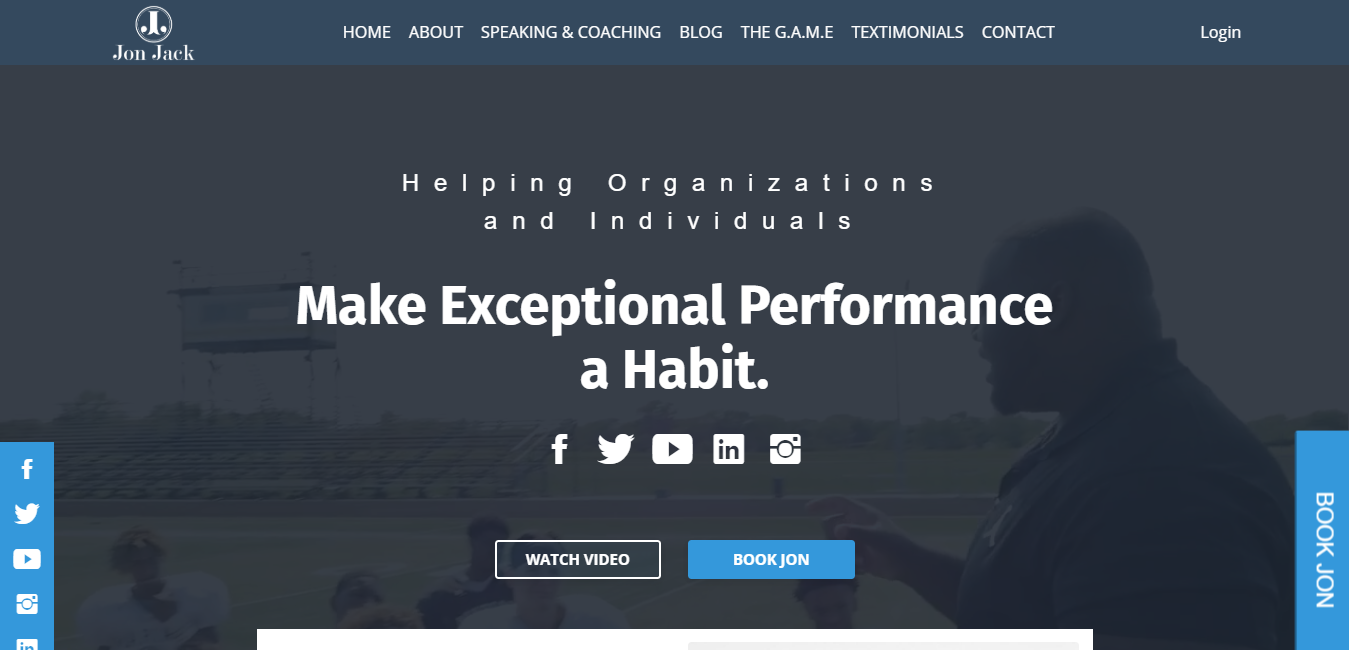 Jon Jack
HOME ABOUT SPEAKING & COACHING BLOG THE G.A.M.E TEXTIMONIALS CONTACT Login
Helping Organizations
and Individuals
Make Exceptional Performance
a Habit.
WATCH VIDEO BOOK JON
BOOK JON